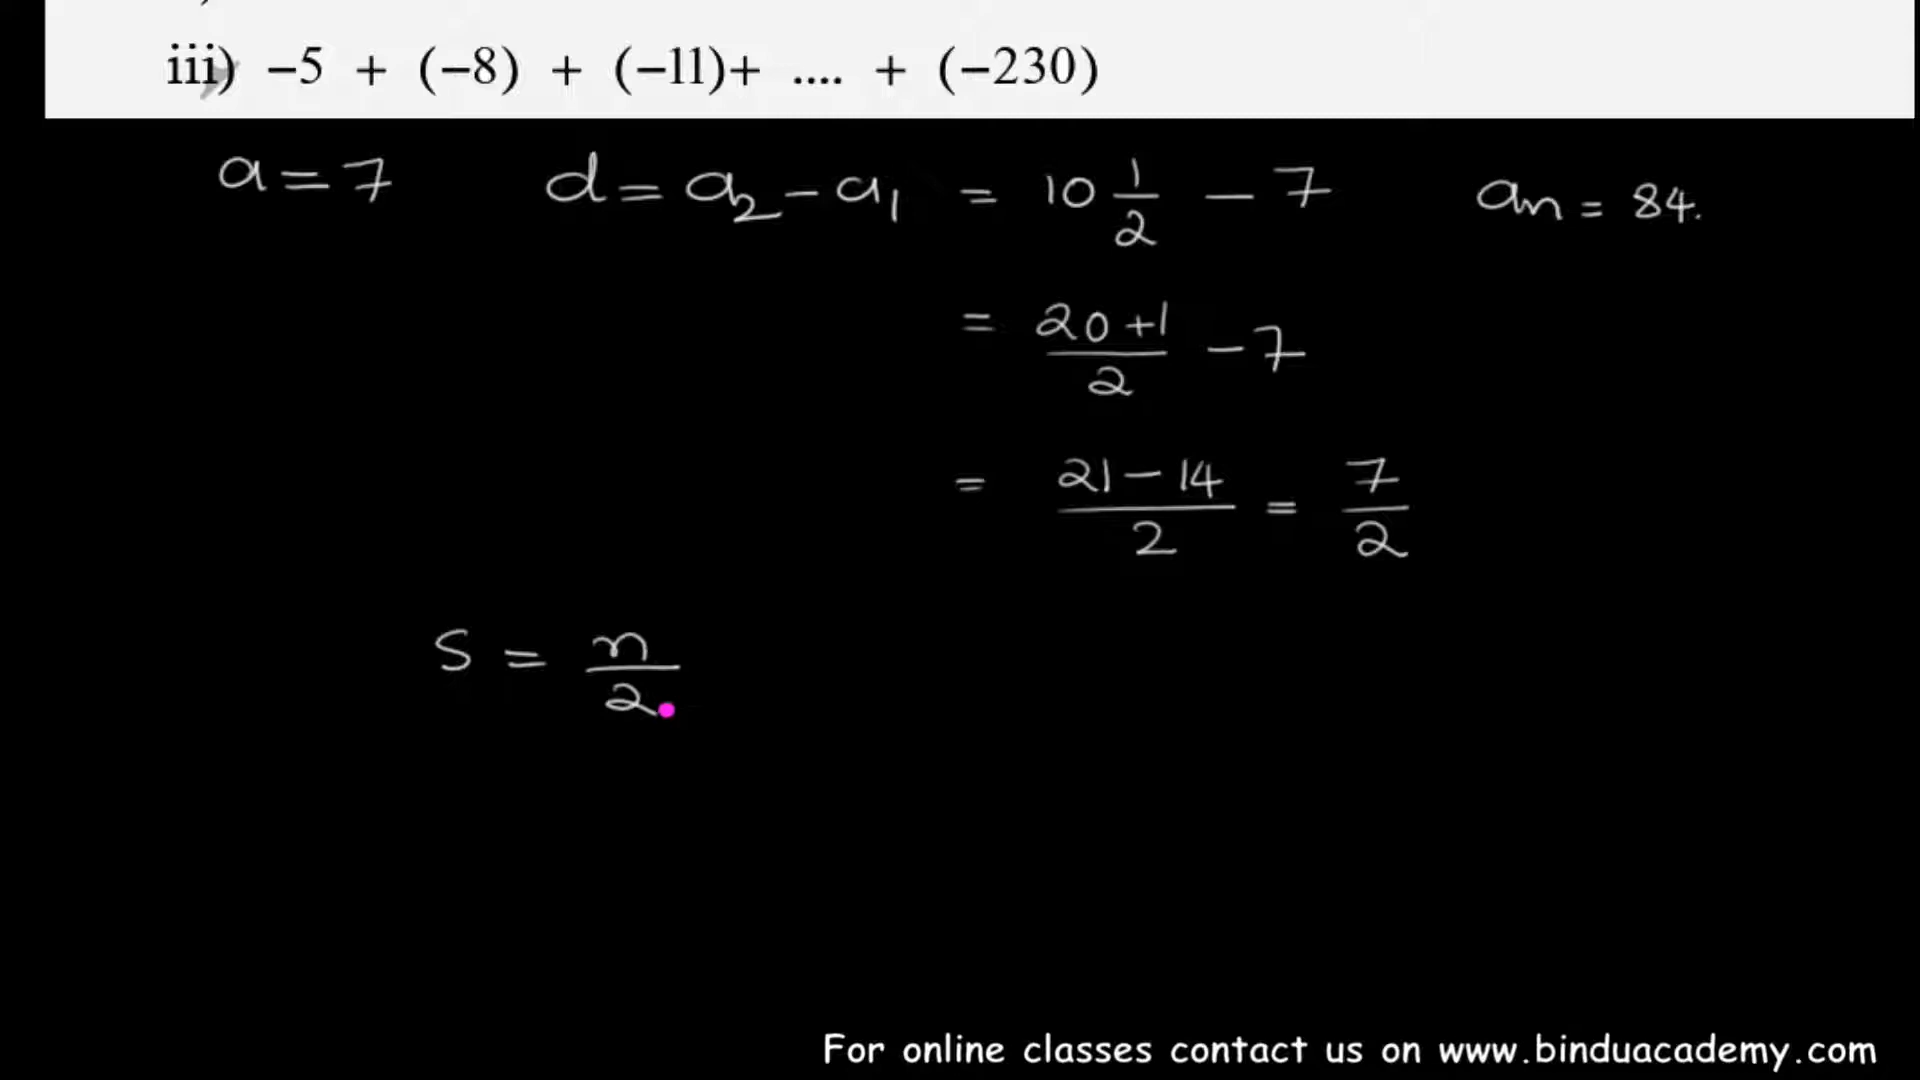 iii) −5 + (−8) + (−11)+ .... + (−230)
a = 7 d = a₂ − a₁ = 10 1/2 − 7 an = 84.
= 20+1/2 − 7
= 21 − 14/2 = 7/2
S = n/2
For online classes contact us on www.binduacademy.com